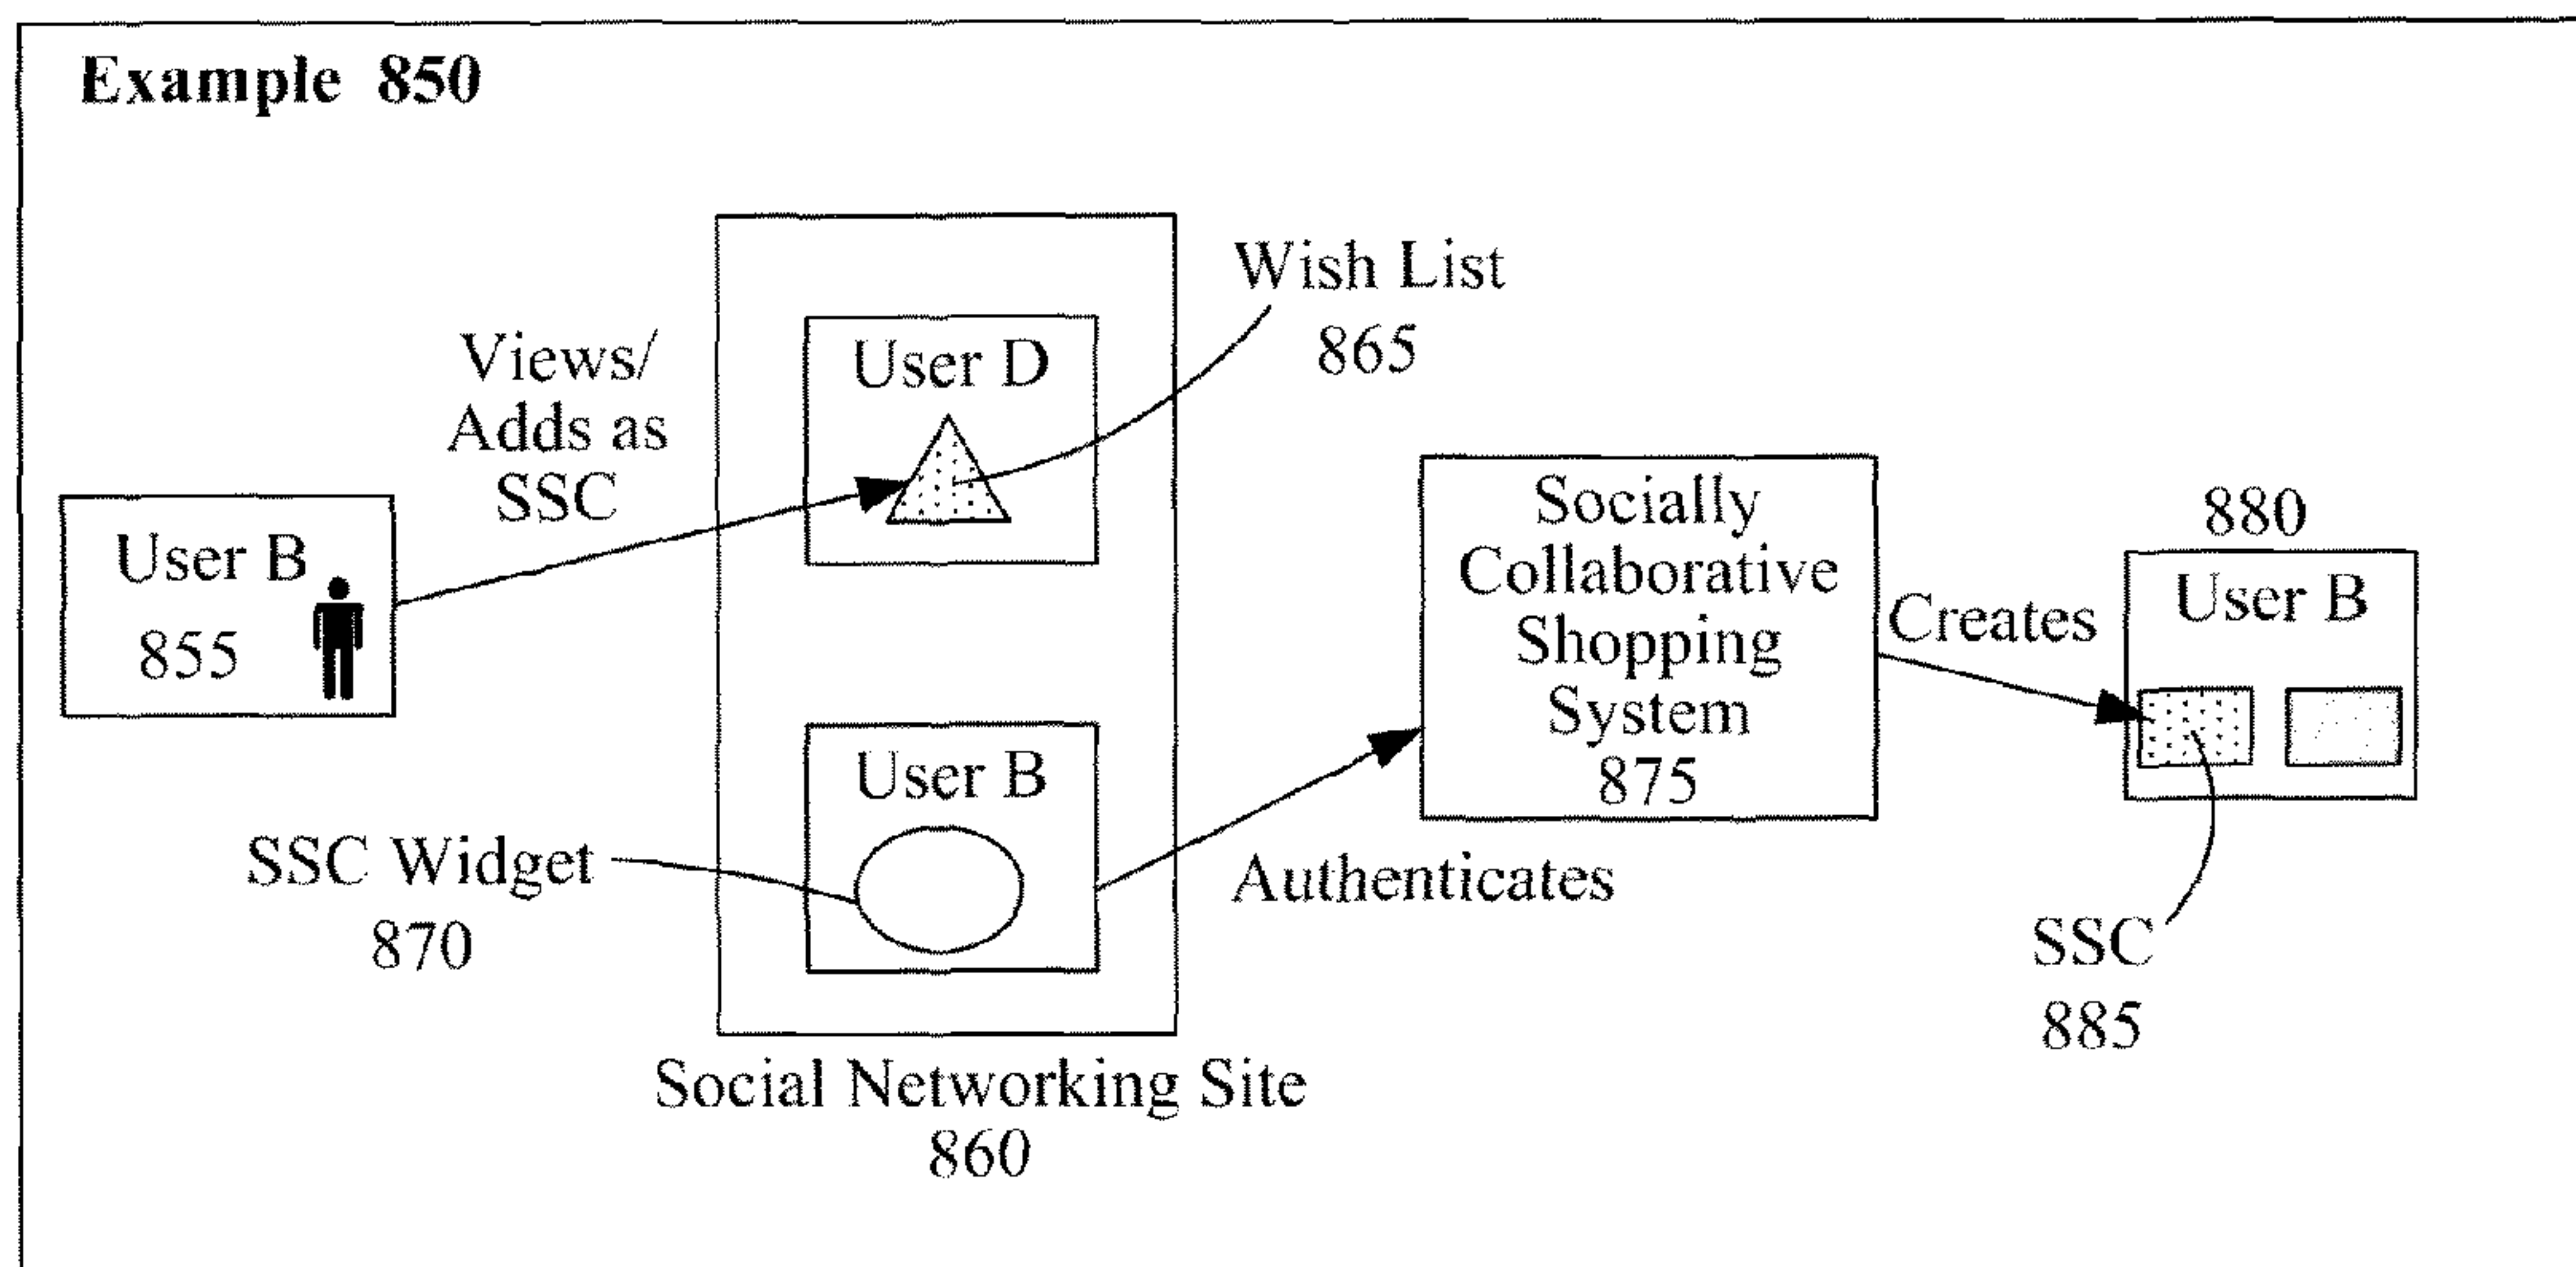 Example 850
Views/
Adds as
SSC
User B
855
User D
Wish List
865
User B
SSC Widget
870
Social Networking Site
860
Authenticates
Socially
Collaborative
Shopping
System
875
Creates
880
User B
SSC
885